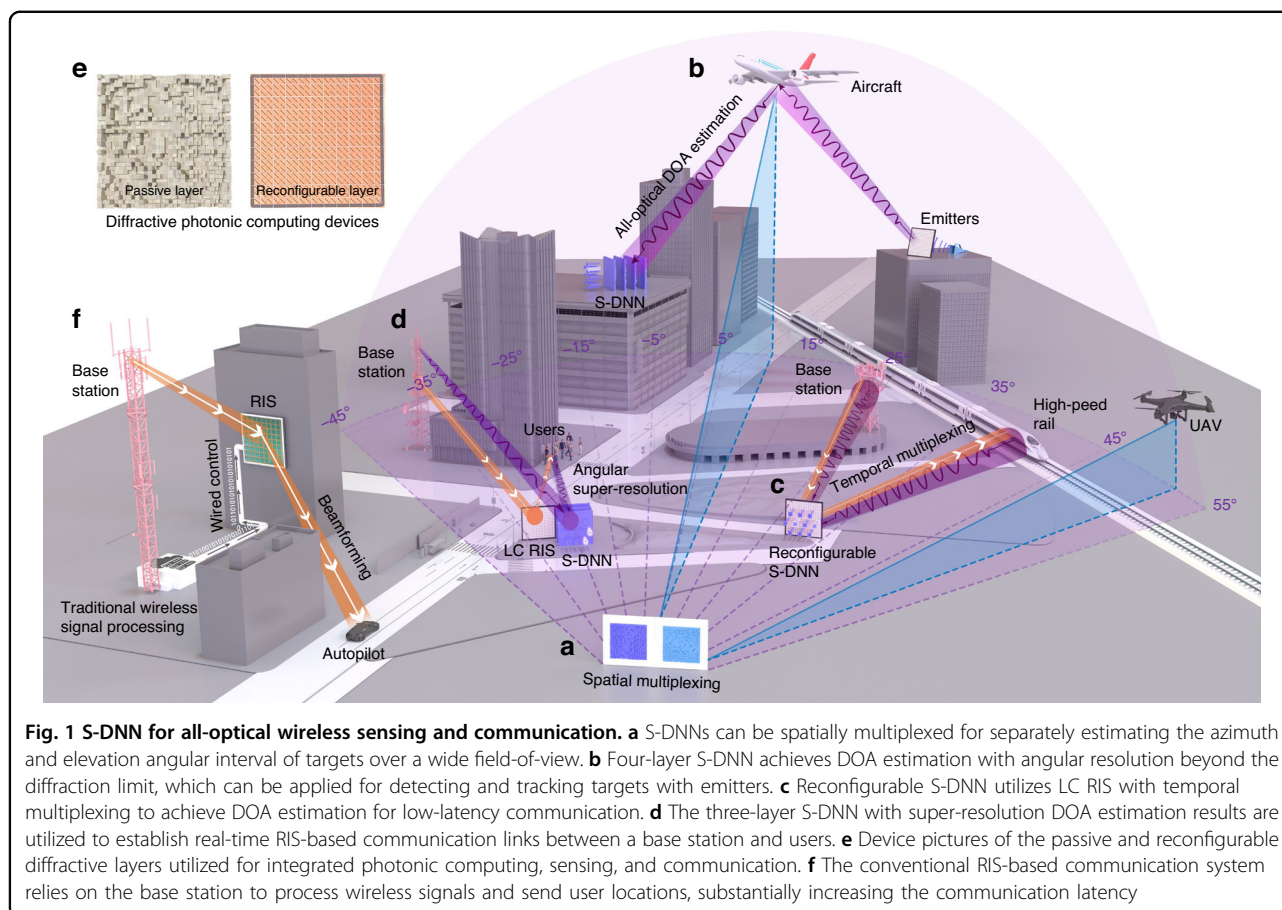 e
Passive layer
Reconfigurable layer
Diffractive photonic computing devices
b
Aircraft
All-optical DOA estimation
Emitters
S-DNN
f
Base
station
RIS
Wired control
Beamforming
Traditional wireless
signal processing
Autopilot
d
Base
station
−45°
−35°
−25°
−15°
−5°
5°
15°
25°
35°
45°
55°
Users
Angular
super-resolution
LC RIS
S-DNN
Base
station
High-peed
rail
UAV
Temporal multiplexing
c
Reconfigurable
S-DNN
a
Spatial multiplexing
Fig. 1 S-DNN for all-optical wireless sensing and communication. a S-DNNs can be spatially multiplexed for separately estimating the azimuth
and elevation angular interval of targets over a wide field-of-view. b Four-layer S-DNN achieves DOA estimation with angular resolution beyond the
diffraction limit, which can be applied for detecting and tracking targets with emitters. c Reconfigurable S-DNN utilizes LC RIS with temporal
multiplexing to achieve DOA estimation for low-latency communication. d The three-layer S-DNN with super-resolution DOA estimation results are
utilized to establish real-time RIS-based communication links between a base station and users. e Device pictures of the passive and reconfigurable
diffractive layers utilized for integrated photonic computing, sensing, and communication. f The conventional RIS-based communication system
relies on the base station to process wireless signals and send user locations, substantially increasing the communication latency